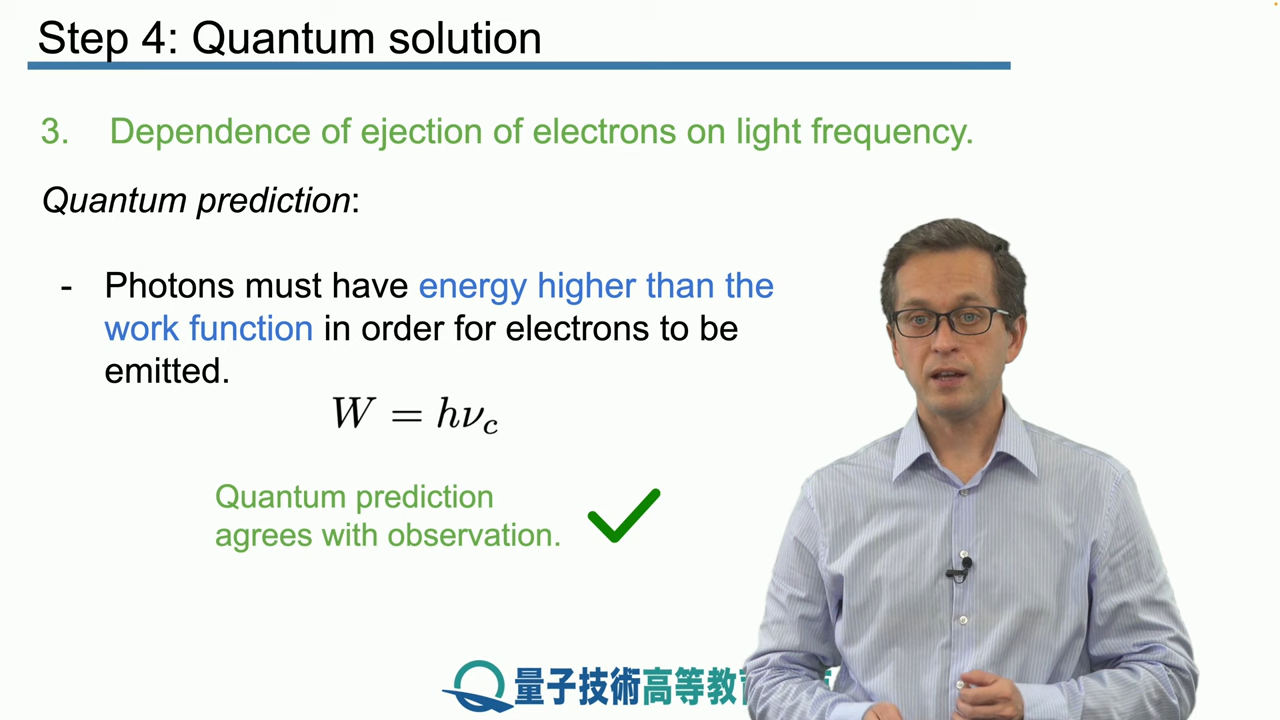 Step 4: Quantum solution
3. Dependence of ejection of electrons on light frequency.
Quantum prediction:
- Photons must have energy higher than the
work function in order for electrons to be
emitted.
W = hν_c
Quantum prediction
agrees with observation.
量子技術高等教